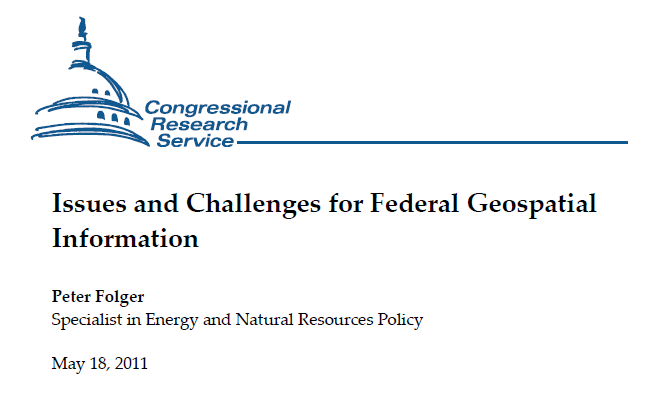 Congressional
Research
Service
Issues and Challenges for Federal Geospatial
Information
Peter Folger
Specialist in Energy and Natural Resources Policy
May 18, 2011